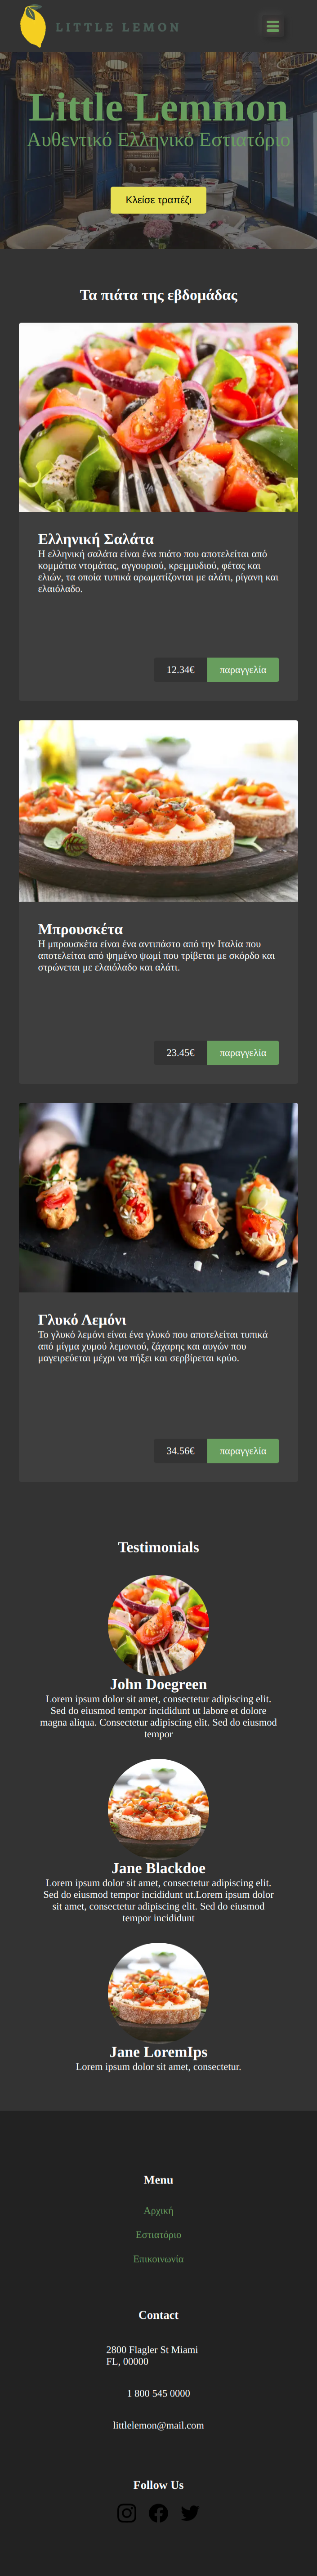 LITTLE LEMON
Little Lemmon
Αυθεντικό Ελληνικό Εστιατόριο
Κλείσε τραπέζι
Τα πιάτα της εβδομάδας
Ελληνική Σαλάτα
Η ελληνική σαλάτα είναι ένα πιάτο που αποτελείται από
κομμάτια ντομάτας, αγγουριού, κρεμμυδιού, φέτας και
ελιών, τα οποία τυπικά αρωματίζονται με αλάτι, ρίγανη και
ελαιόλαδο.
12.34€ παραγγελία
Μπρουσκέτα
Η μπρουσκέτα είναι ένα αντιπάστο από την Ιταλία που
αποτελείται από ψημένο ψωμί που τρίβεται με σκόρδο και
στρώνεται με ελαιόλαδο και αλάτι.
23.45€ παραγγελία
Γλυκό Λεμόνι
Το γλυκό λεμόνι είναι ένα γλυκό που αποτελείται τυπικά
από μίγμα χυμού λεμονιού, ζάχαρης και αυγών που
μαγειρεύεται μέχρι να πήξει και σερβίρεται κρύο.
34.56€ παραγγελία
Testimonials
John Doegreen
Lorem ipsum dolor sit amet, consectetur adipiscing elit.
Sed do eiusmod tempor incididunt ut labore et dolore
magna aliqua. Consectetur adipiscing elit. Sed do eiusmod
tempor
Jane Blackdoe
Lorem ipsum dolor sit amet, consectetur adipiscing elit.
Sed do eiusmod tempor incididunt ut.Lorem ipsum dolor
sit amet, consectetur adipiscing elit. Sed do eiusmod
tempor incididunt
Jane LoremIps
Lorem ipsum dolor sit amet, consectetur.
Menu
Αρχική
Εστιατόριο
Επικοινωνία
Contact
2800 Flagler St Miami
FL, 00000
1 800 545 0000
littlelemon@mail.com
Follow Us